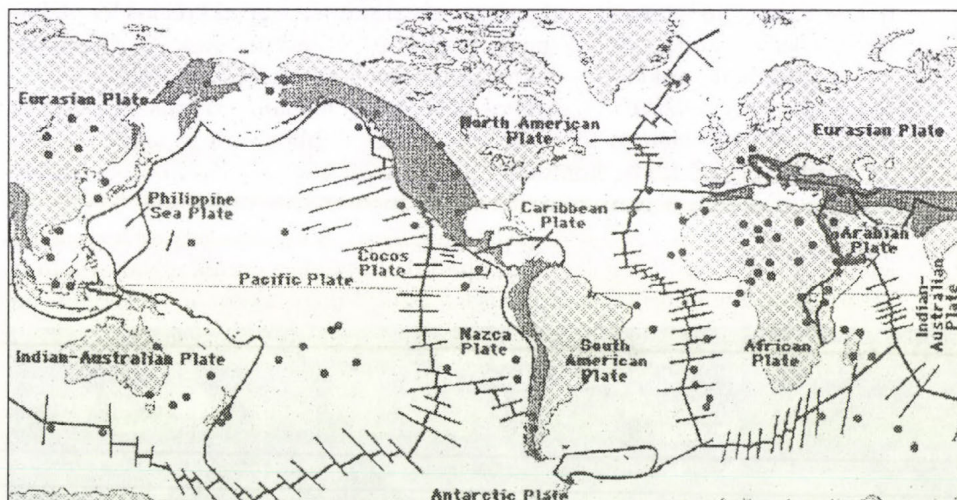 Eurasian Plate
North American
Plate
Eurasian Plate
Philippine
Sea Plate
Caribbean
Plate
Arabian
Plate
Cocos
Plate
Pacific Plate
Indian-
Australian
Plate
Indian-Australian Plate
Nazca
Plate
South
American
Plate
African
Plate
Antarctic Plate